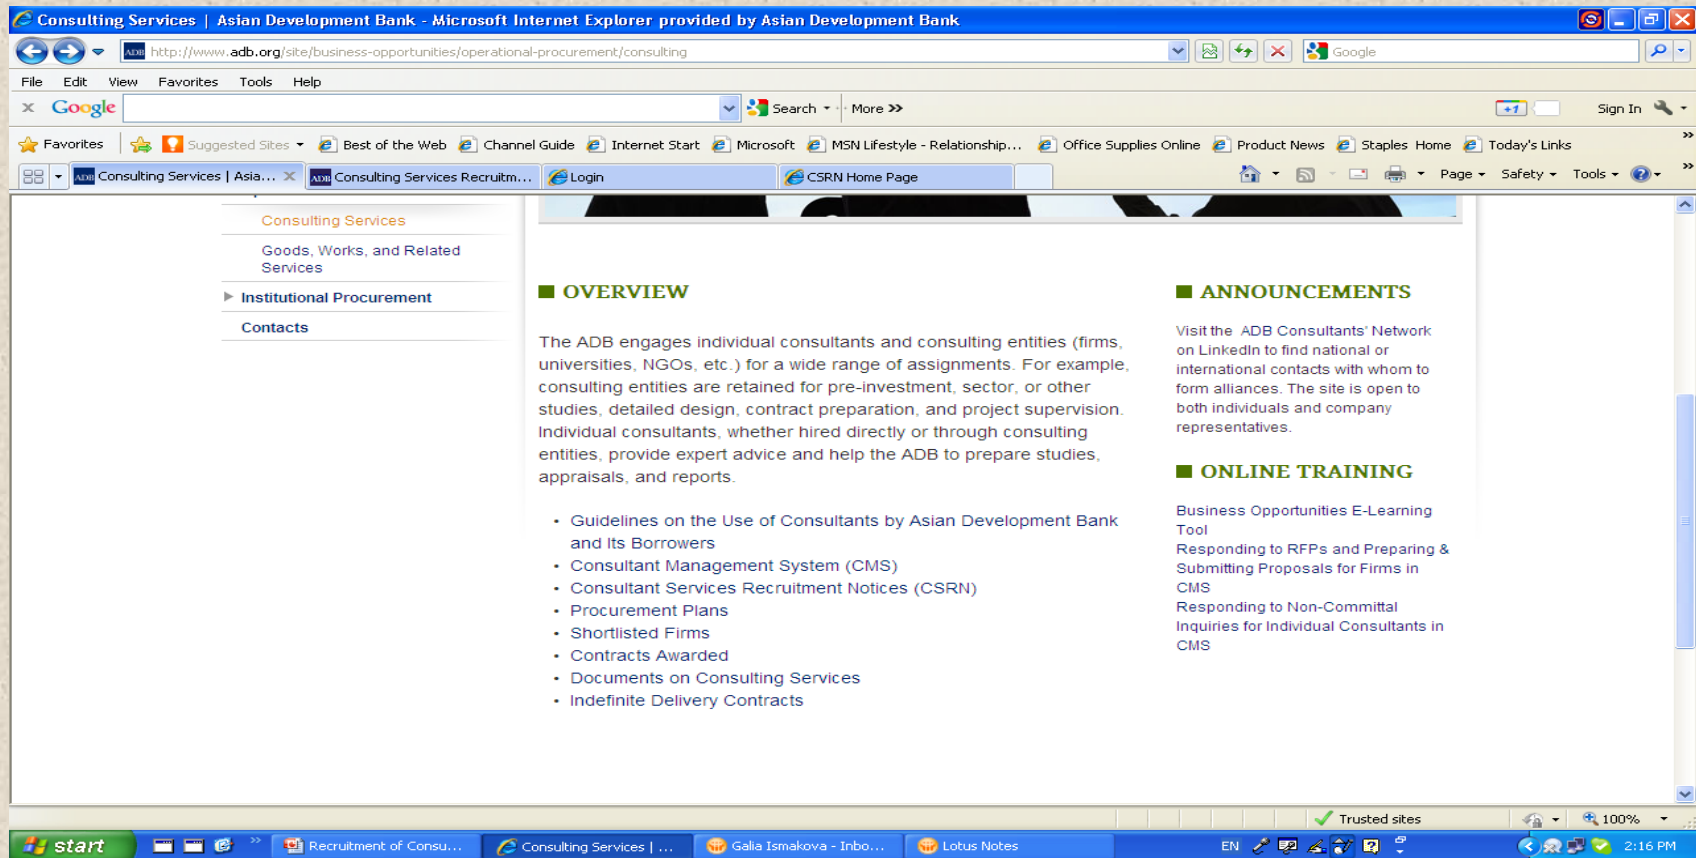 Consulting Services | Asian Development Bank - Microsoft Internet Explorer provided by Asian Development Bank
ADB http://www.adb.org/site/business-opportunities/operational-procurement/consulting
Google
File Edit View Favorites Tools Help
x Google Search More >> +1 Sign In
Favorites Suggested Sites Best of the Web Channel Guide Internet Start Microsoft MSN Lifestyle - Relationship... Office Supplies Online Product News Staples Home Today's Links
ADB Consulting Services | Asia... ADB Consulting Services Recruitm... Login CSRN Home Page Page Safety Tools
Consulting Services
Goods, Works, and Related
Services
Institutional Procurement
Contacts
OVERVIEW
The ADB engages individual consultants and consulting entities (firms,
universities, NGOs, etc.) for a wide range of assignments. For example,
consulting entities are retained for pre-investment, sector, or other
studies, detailed design, contract preparation, and project supervision.
Individual consultants, whether hired directly or through consulting
entities, provide expert advice and help the ADB to prepare studies,
appraisals, and reports.
• Guidelines on the Use of Consultants by Asian Development Bank
and Its Borrowers
• Consultant Management System (CMS)
• Consultant Services Recruitment Notices (CSRN)
• Procurement Plans
• Shortlisted Firms
• Contracts Awarded
• Documents on Consulting Services
• Indefinite Delivery Contracts
ANNOUNCEMENTS
Visit the ADB Consultants' Network
on LinkedIn to find national or
international contacts with whom to
form alliances. The site is open to
both individuals and company
representatives.
ONLINE TRAINING
Business Opportunities E-Learning
Tool
Responding to RFPs and Preparing &
Submitting Proposals for Firms in
CMS
Responding to Non-Committal
Inquiries for Individual Consultants in
CMS
Trusted sites 100%
start Recruitment of Consu... Consulting Services | ... Galia Ismakova - Inbo... Lotus Notes EN 2:16 PM